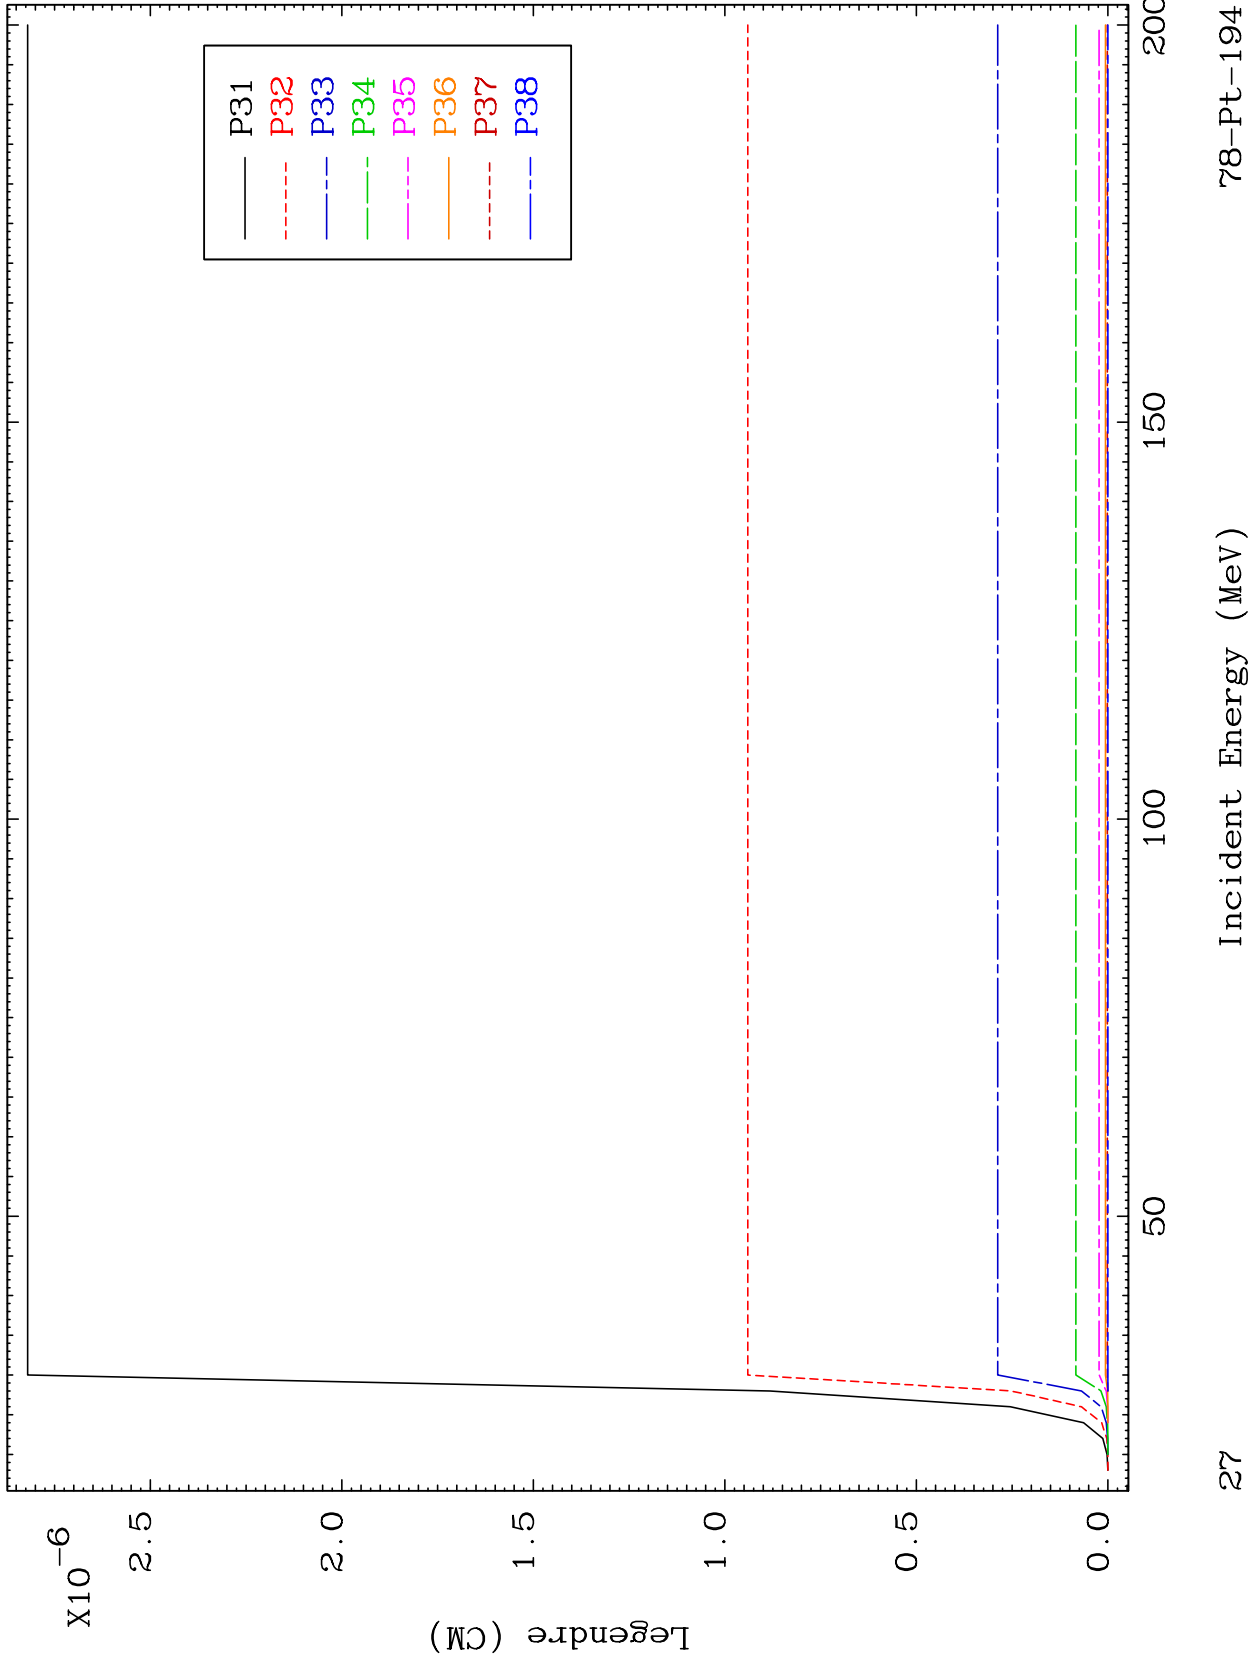 X10-6
2.5
2.0
1.5
1.0
0.5
0.0
Legendre (CM)
P31
P32
P33
P34
P35
P36
P37
P38
50
100
150
200
Incident Energy (MeV)
27
78-Pt-194